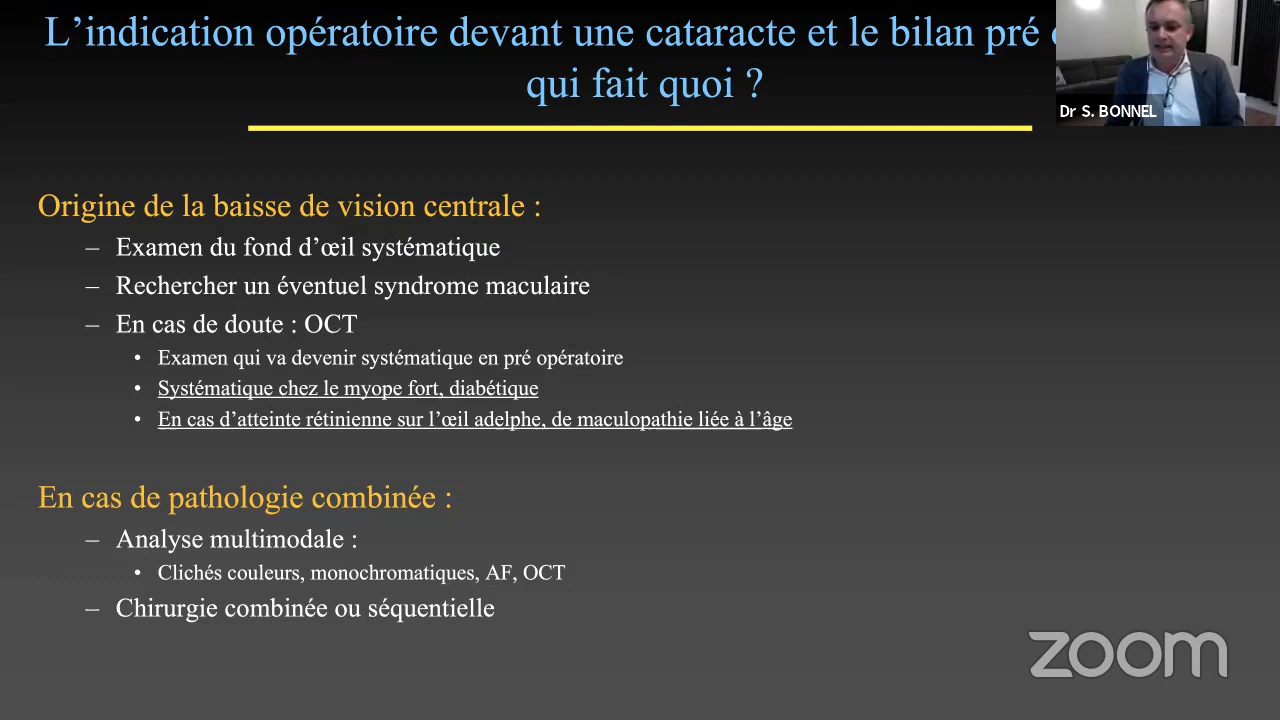 L’indication opératoire devant une cataracte et le bilan pré
qui fait quoi ?
Dr S. BONNEL
Origine de la baisse de vision centrale :
– Examen du fond d’œil systématique
– Rechercher un éventuel syndrome maculaire
– En cas de doute : OCT
• Examen qui va devenir systématique en pré opératoire
• Systématique chez le myope fort, diabétique
• En cas d’atteinte rétinienne sur l’œil adelphe, de maculopathie liée à l’âge
En cas de pathologie combinée :
– Analyse multimodale :
• Clichés couleurs, monochromatiques, AF, OCT
– Chirurgie combinée ou séquentielle
zoom